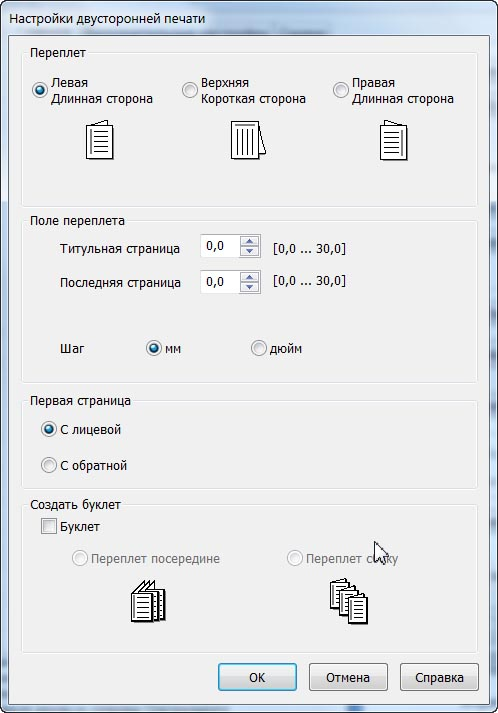 Настройки двусторонней печати
Переплет
Левая
Длинная сторона
Верхняя
Короткая сторона
Правая
Длинная сторона
Поле переплета
Титульная страница 0,0 [0,0 ... 30,0]
Последняя страница 0,0 [0,0 ... 30,0]
Шаг мм дюйм
Первая страница
С лицевой
С обратной
Создать буклет
Буклет
Переплет посередине Переплет
OK Отмена Справка